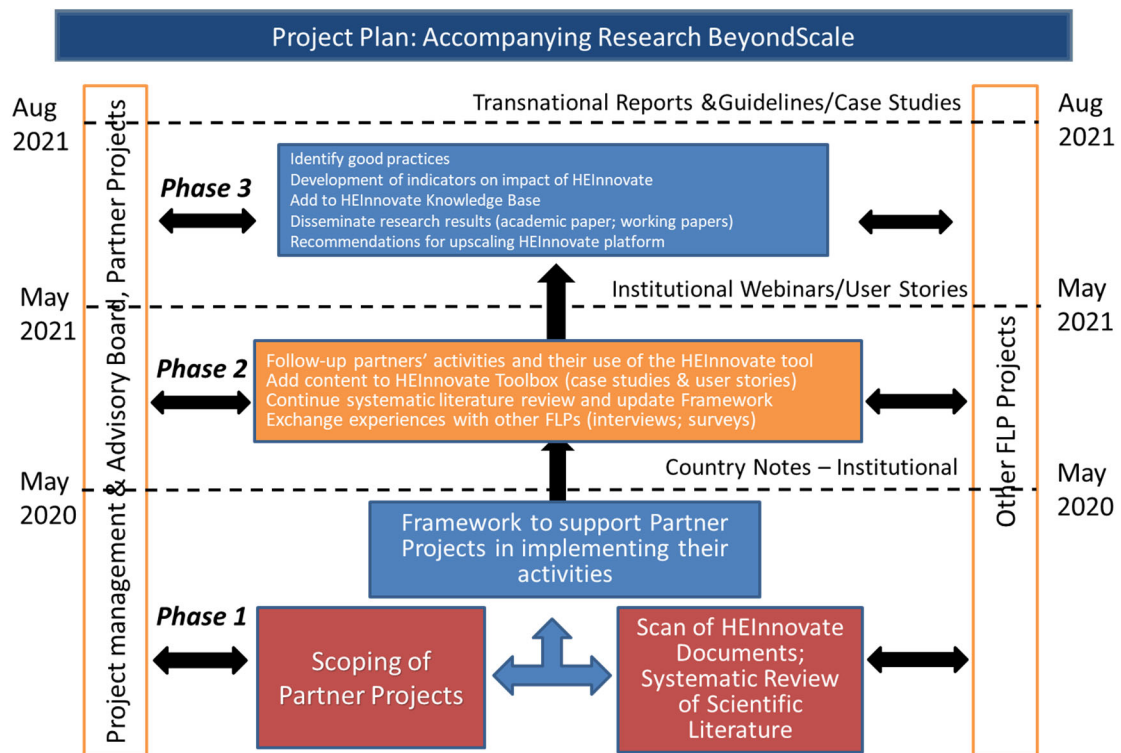 Project Plan: Accompanying Research BeyondScale
Aug
2021
Transnational Reports &Guidelines/Case Studies
Aug
2021
Project management & Advisory Board, Partner Projects
Other FLP Projects
Phase 3
Identify good practices
Development of indicators on impact of HEInnovate
Add to HEInnovate Knowledge Base
Disseminate research results (academic paper; working papers)
Recommendations for upscaling HEInnovate platform
May
2021
Institutional Webinars/User Stories
May
2021
Phase 2
Follow-up partners’ activities and their use of the HEInnovate tool
Add content to HEInnovate Toolbox (case studies & user stories)
Continue systematic literature review and update Framework
Exchange experiences with other FLPs (interviews; surveys)
May
2020
Country Notes – Institutional
May
2020
Framework to support Partner
Projects in implementing their
activities
Phase 1
Scoping of
Partner Projects
Scan of HEInnovate
Documents;
Systematic Review
of Scientific
Literature